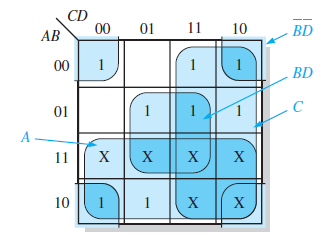 CD
AB 00 01 11 10 B̅D̅
00 1 1 1
BD
01 1 1 1 C
A
11 X X X X
10 1 1 X X